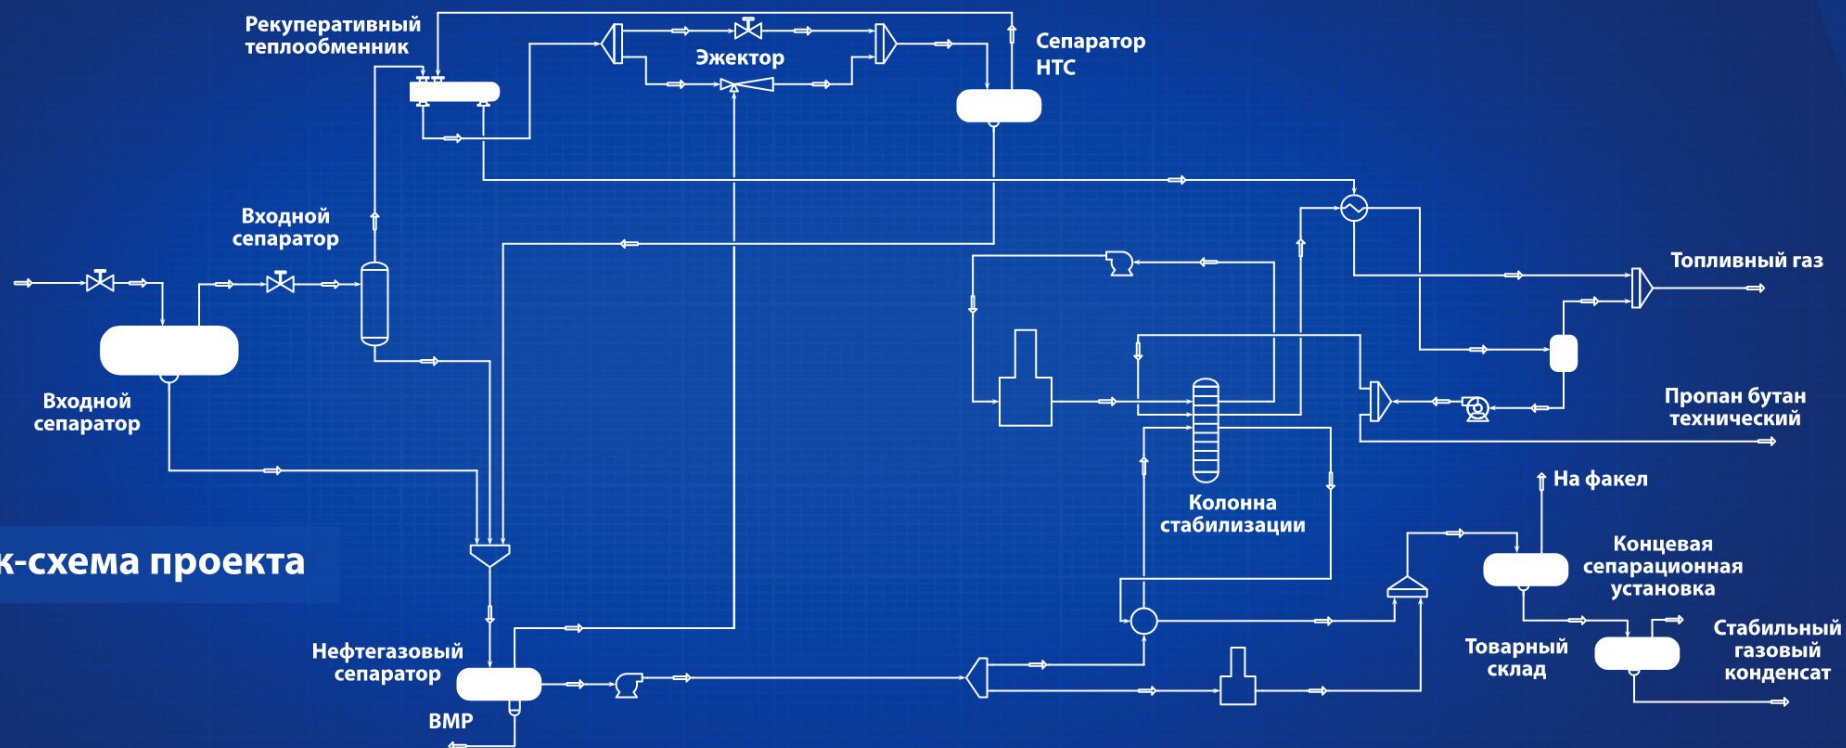 Рекуперативный
теплообменник
Эжектор
Сепаратор
НТС
Входной
сепаратор
Топливный газ
Входной
сепаратор
Пропан бутан
технический
Колонна
стабилизации
На факел
к-схема проекта
Концевая
сепарационная
установка
Нефтегазовый
сепаратор
Товарный
склад
Стабильный
газовый
конденсат
ВМР